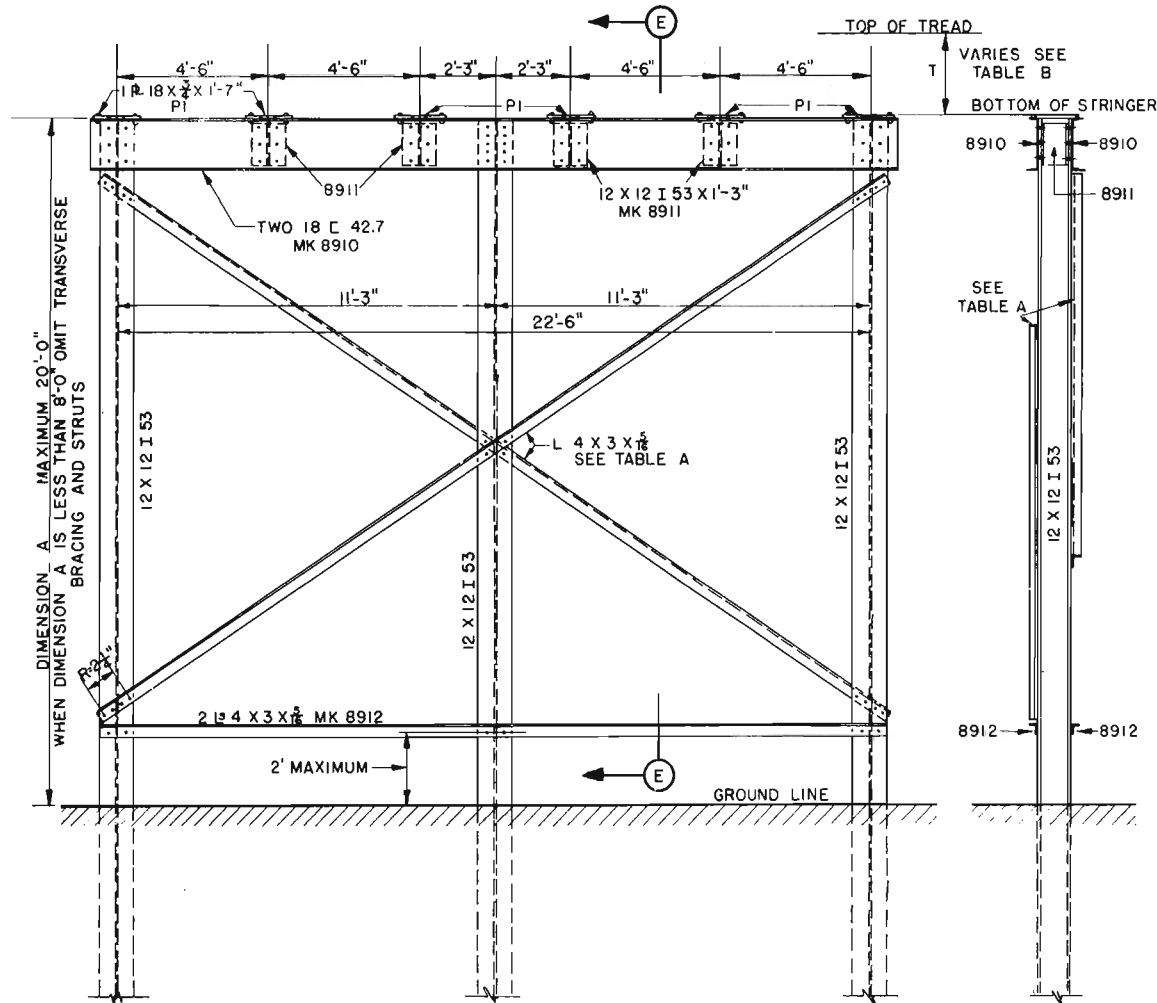 E
TOP OF TREAD
T
VARIES SEE
TABLE B
BOTTOM OF STRINGER
4'-6" 4'-6" 2'-3" 2'-3" 4'-6" 4'-6"
1 PL 18 X 3/4 X 1'-7"
P1
P1
P1
8910
8910
8911
8911
12 X 12 I 53 X 1'-3"
MK 8911
TWO 18 [ 42.7
MK 8910
11'-3" 11'-3"
22'-6"
SEE
TABLE A
DIMENSION A MAXIMUM 20'-0"
WHEN DIMENSION A IS LESS THAN 8'-0" OMIT TRANSVERSE
BRACING AND STRUTS
12 X 12 I 53
12 X 12 I 53
12 X 12 I 53
12 X 12 I 53
L 4 X 3 X 5/16
SEE TABLE A
2 Ls 4 X 3 X 5/16 MK 8912
8912
8912
2' MAXIMUM
E
GROUND LINE